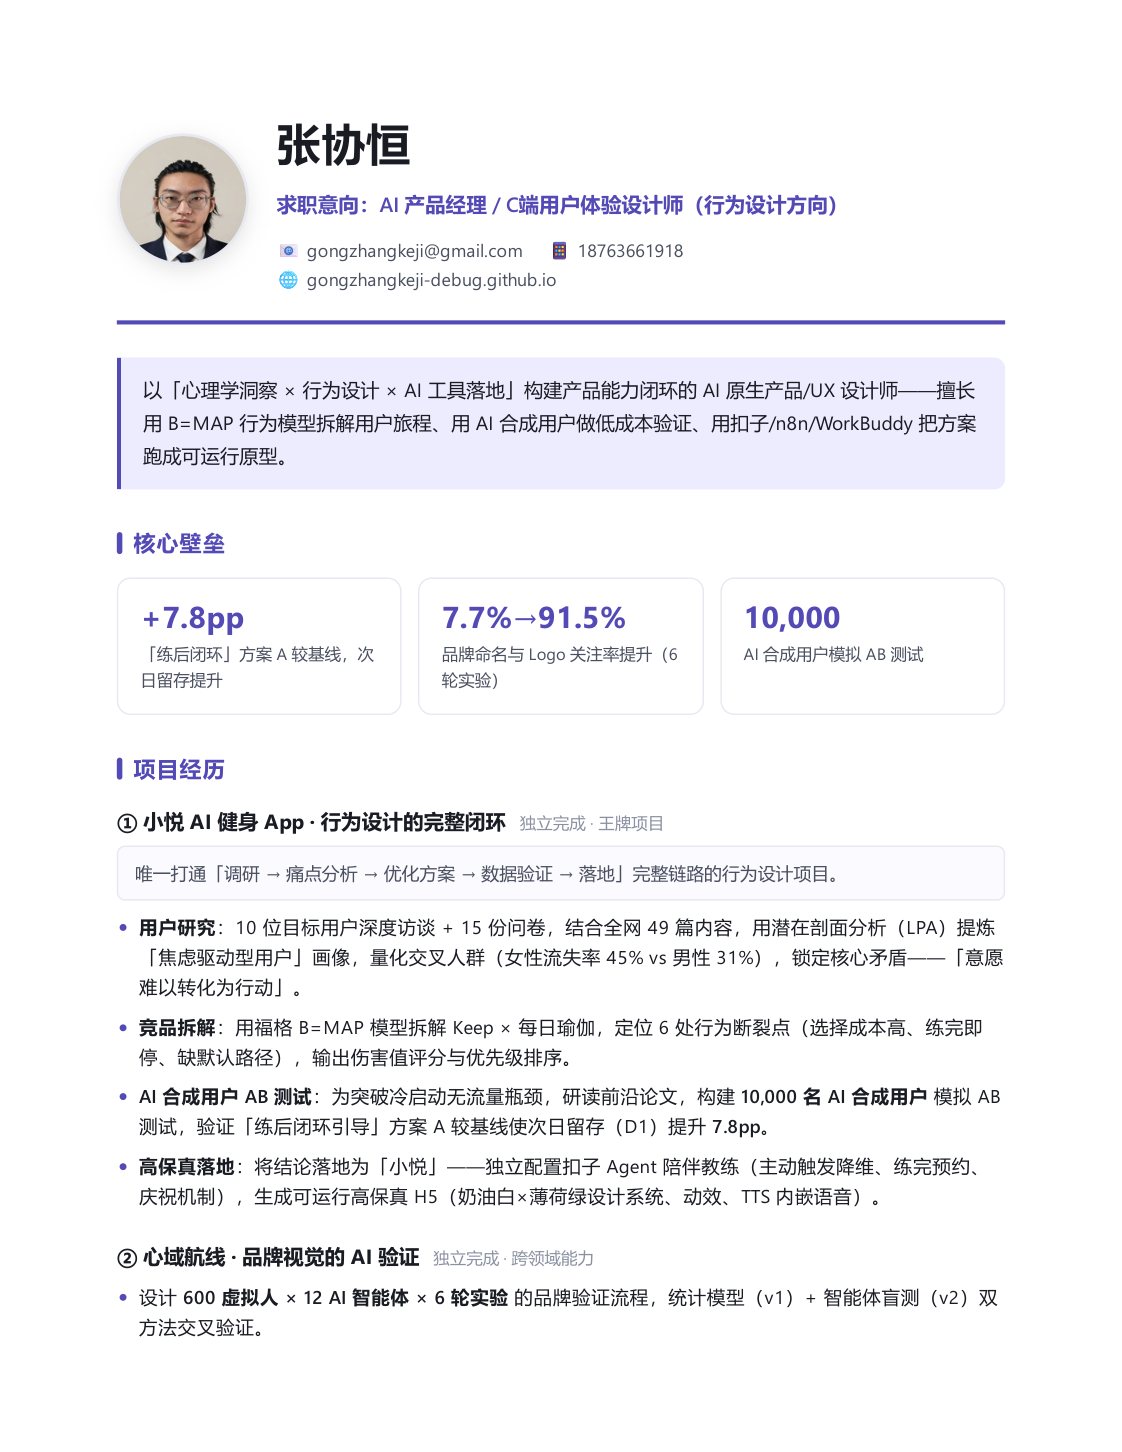 张协恒
求职意向：AI 产品经理 / C端用户体验设计师（行为设计方向）
gongzhangkeji@gmail.com 18763661918
gongzhangkeji-debug.github.io
以「心理学洞察 × 行为设计 × AI 工具落地」构建产品能力闭环的 AI 原生产品/UX 设计师——擅长
用 B=MAP 行为模型拆解用户旅程、用 AI 合成用户做低成本验证、用扣子/n8n/WorkBuddy 把方案
跑成可运行原型。
核心壁垒
+7.8pp
「练后闭环」方案 A 较基线，次
日留存提升
7.7%→91.5%
品牌命名与 Logo 关注率提升（6
轮实验）
10,000
AI 合成用户模拟 AB 测试
项目经历
① 小悦 AI 健身 App · 行为设计的完整闭环 独立完成 · 王牌项目
唯一打通「调研 → 痛点分析 → 优化方案 → 数据验证 → 落地」完整链路的行为设计项目。
• 用户研究：10 位目标用户深度访谈 + 15 份问卷，结合全网 49 篇内容，用潜在剖面分析（LPA）提炼
「焦虑驱动型用户」画像，量化交叉人群（女性流失率 45% vs 男性 31%），锁定核心矛盾——「意愿
难以转化为行动」。
• 竞品拆解：用福格 B=MAP 模型拆解 Keep × 每日瑜伽，定位 6 处行为断裂点（选择成本高、练完即
停、缺默认路径），输出伤害值评分与优先级排序。
• AI 合成用户 AB 测试：为突破冷启动无流量瓶颈，研读前沿论文，构建 10,000 名 AI 合成用户 模拟 AB
测试，验证「练后闭环引导」方案 A 较基线使次日留存（D1）提升 7.8pp。
• 高保真落地：将结论落地为「小悦」——独立配置扣子 Agent 陪伴教练（主动触发降维、练完预约、
庆祝机制），生成可运行高保真 H5（奶油白×薄荷绿设计系统、动效、TTS 内嵌语音）。
② 心域航线 · 品牌视觉的 AI 验证 独立完成 · 跨领域能力
• 设计 600 虚拟人 × 12 AI 智能体 × 6 轮实验 的品牌验证流程，统计模型（v1）+ 智能体盲测（v2）双
方法交叉验证。